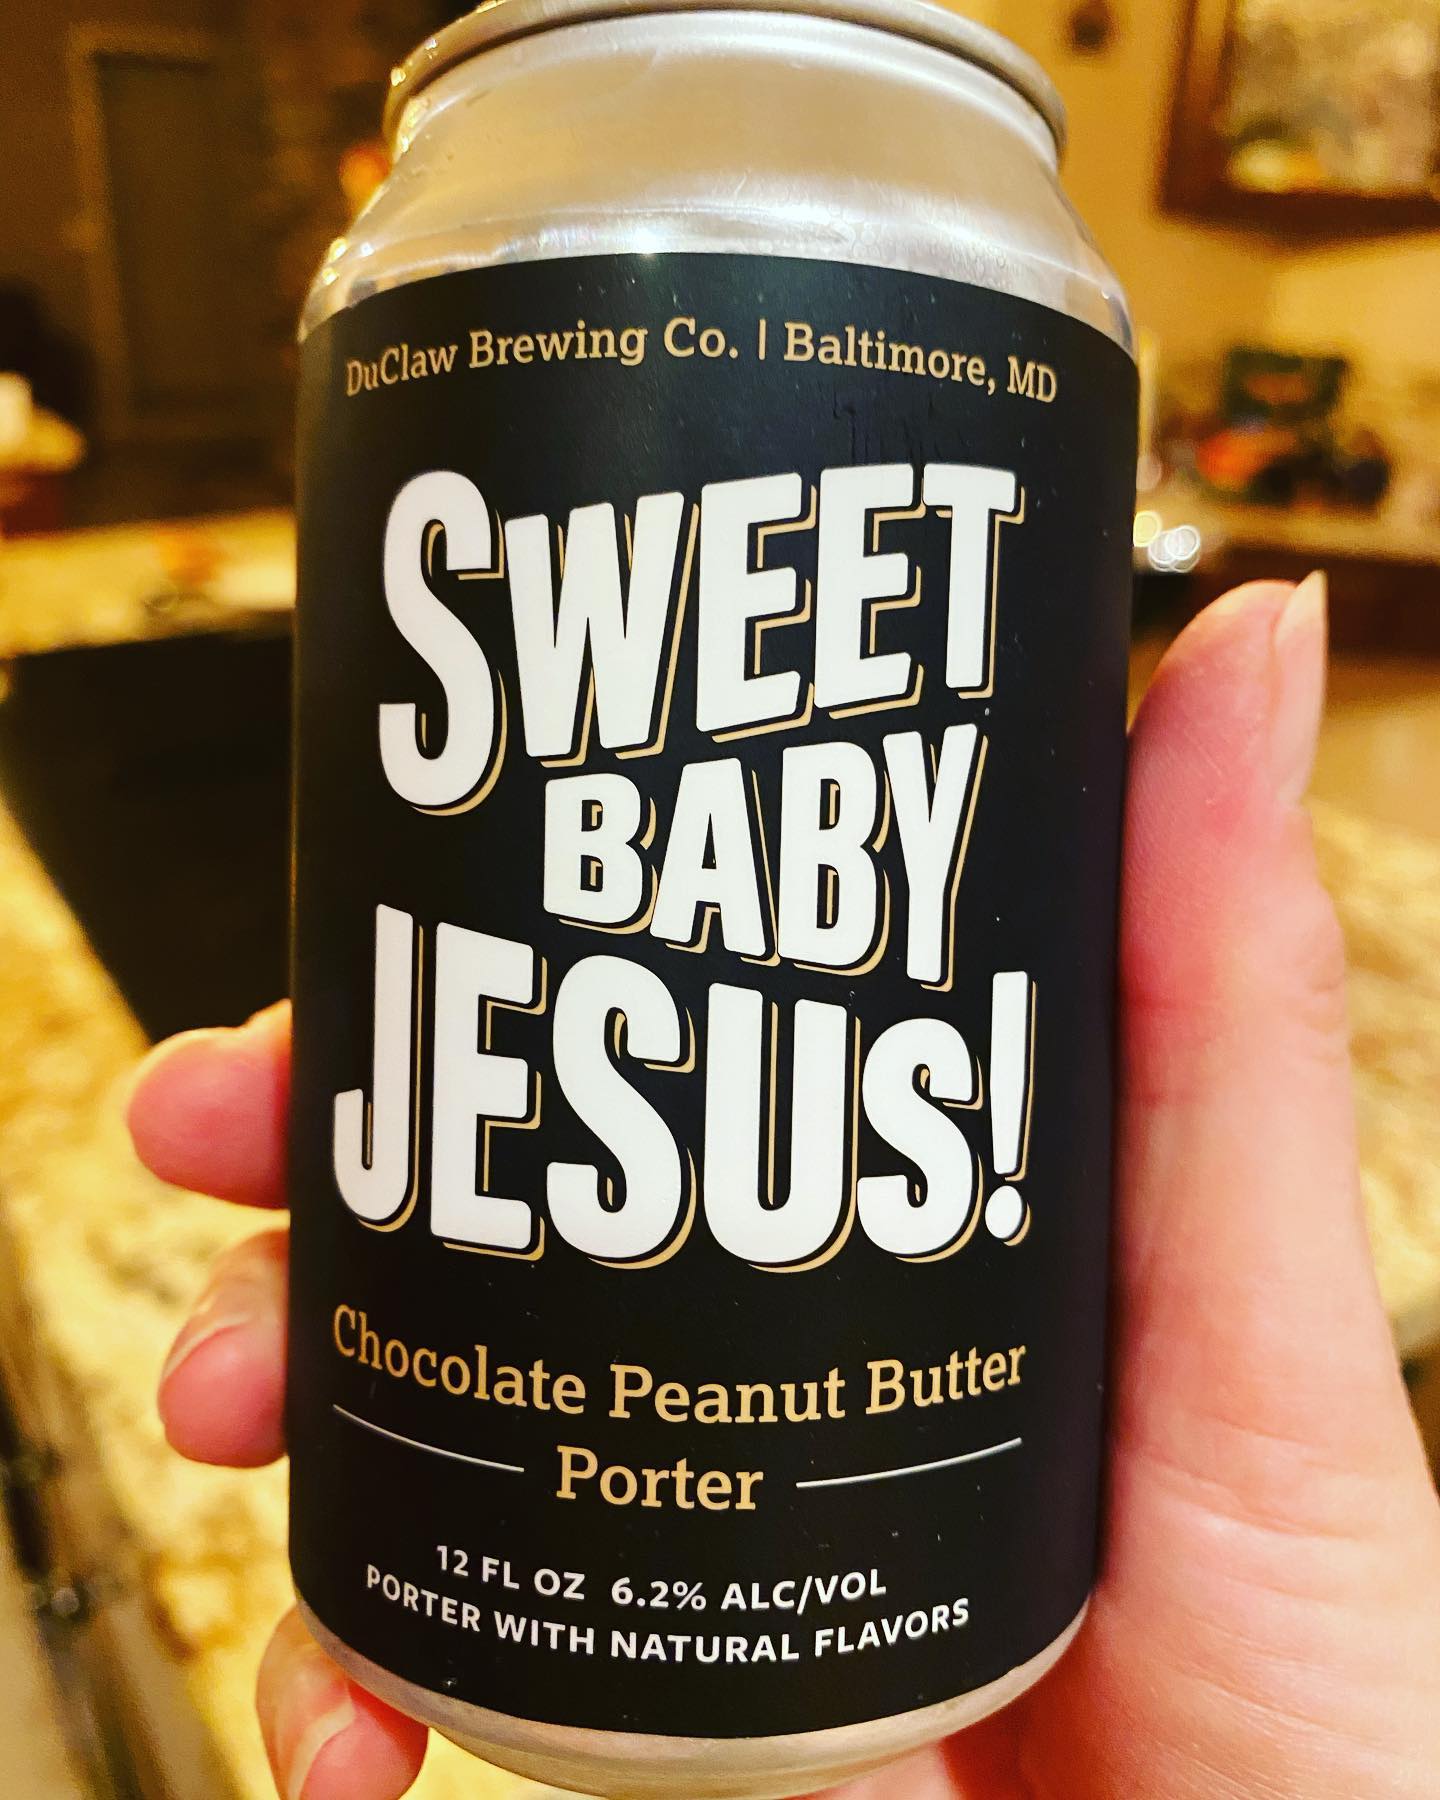 DuClaw Brewing Co. | Baltimore, MD
SWEET
BABY
JESUS!
Chocolate Peanut Butter
Porter
12 FL OZ 6.2% ALC/VOL
PORTER WITH NATURAL FLAVORS